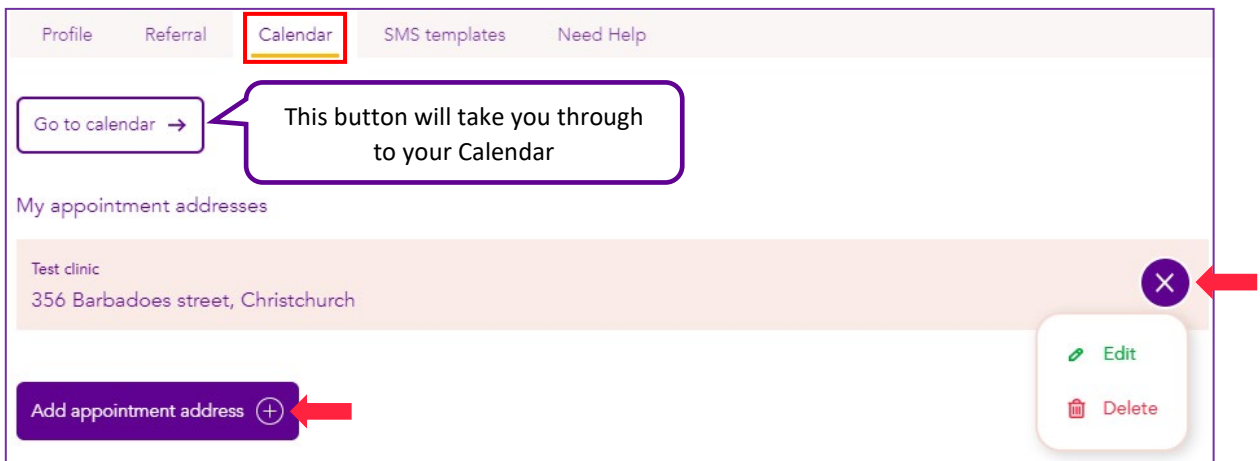 Profile Referral Calendar SMS templates Need Help
Go to calendar →
This button will take you through
to your Calendar
My appointment addresses
Test clinic
356 Barbadoes street, Christchurch
Edit
Add appointment address
Delete